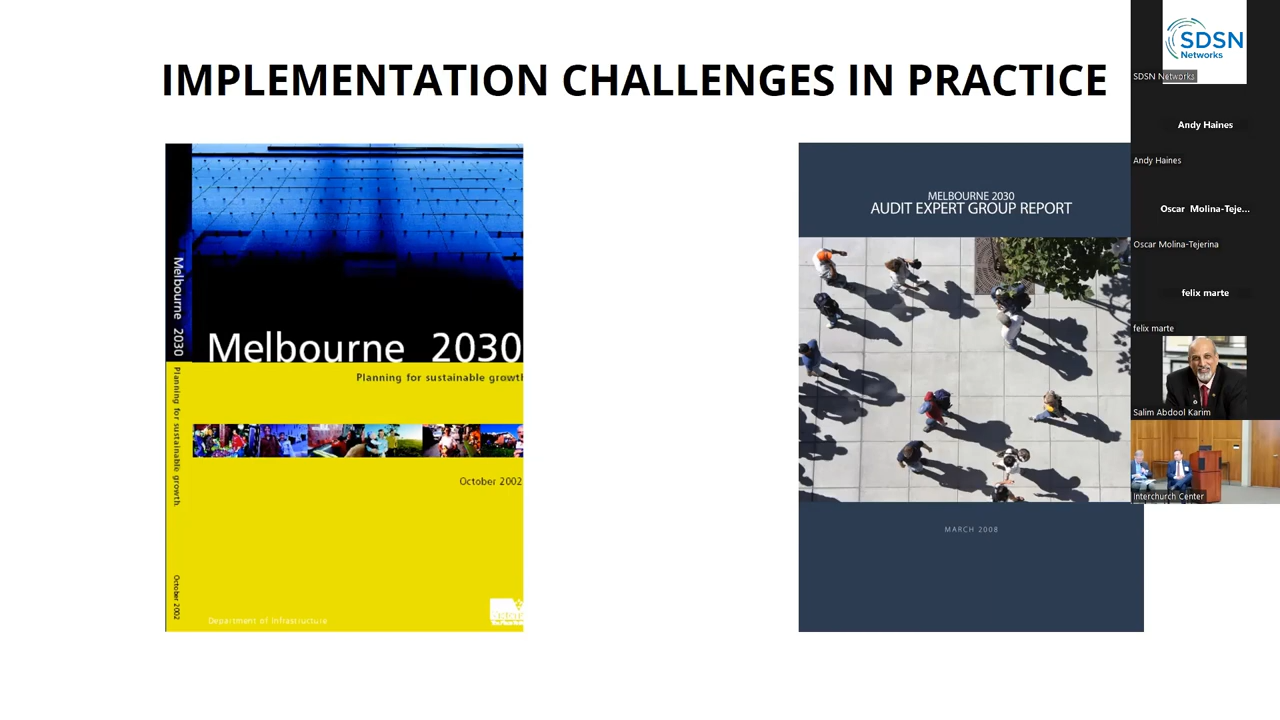 IMPLEMENTATION CHALLENGES IN PRACTICE
Melbourne 2030
Planning for sustainable growth
October 2002
Melbourne 2030
Planning for sustainable growth
October 2002
Department of Infrastructure
MELBOURNE 2030
AUDIT EXPERT GROUP REPORT
MARCH 2008
SDSN
Networks
SDSN Networks
Andy Haines
Andy Haines
Oscar Molina-Teje...
Oscar Molina-Tejerina
felix marte
felix marte
Salim Abdool Karim
Interchurch Center